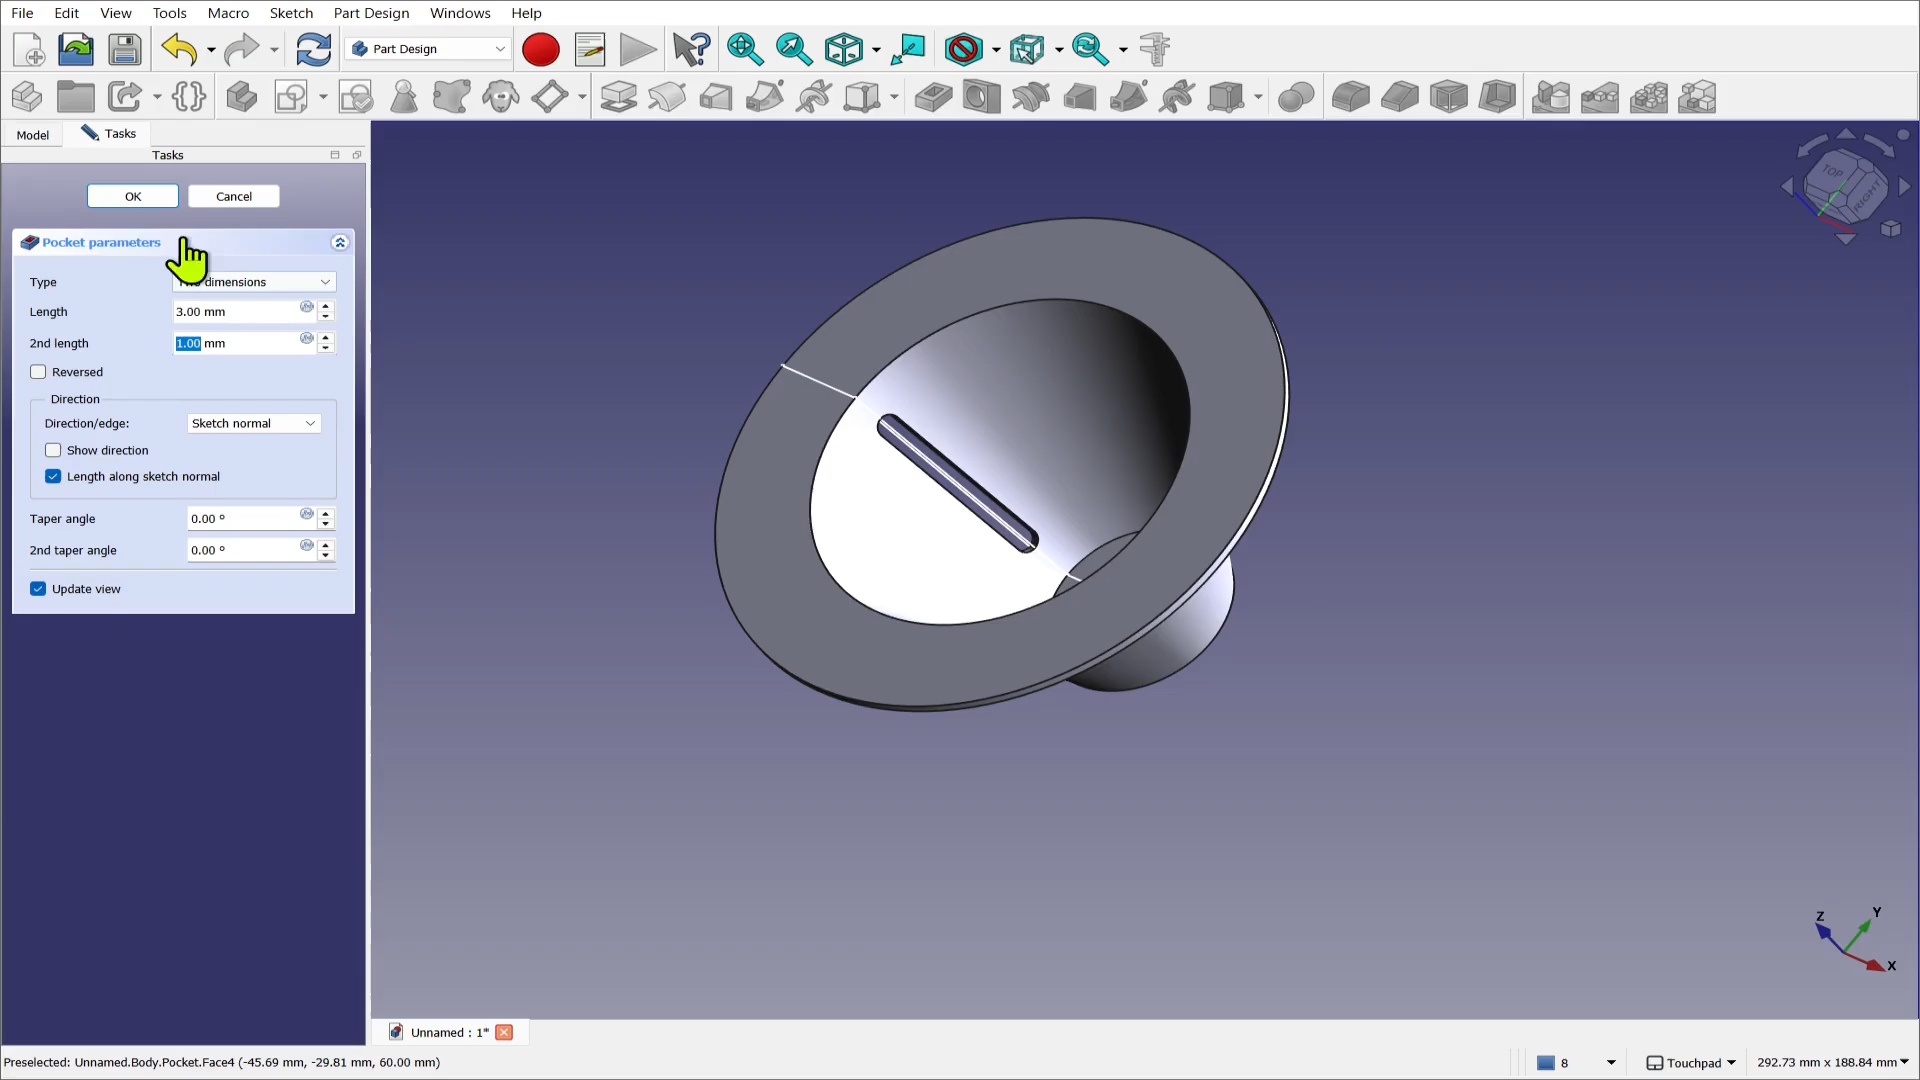 File Edit View Tools Macro Sketch Part Design Windows Help
Part Design
Model Tasks
Tasks
OK Cancel
Pocket parameters
Type dimensions
Length 3.00 mm
2nd length 1.00 mm
Reversed
Direction
Direction/edge: Sketch normal
Show direction
Length along sketch normal
Taper angle 0.00 °
2nd taper angle 0.00 °
Update view
TOP
RIGHT
Z Y
X
Unnamed : 1*
Preselected: Unnamed.Body.Pocket.Face4 (-45.69 mm, -29.81 mm, 60.00 mm) 8 Touchpad 292.73 mm x 188.84 mm